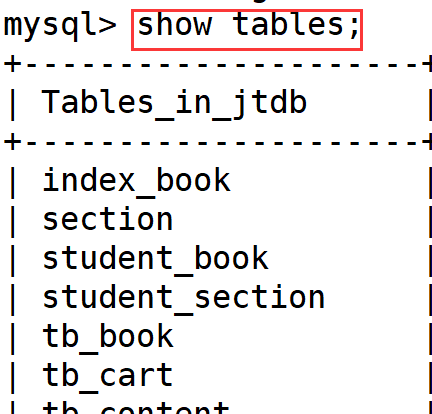 mysql> show tables;
+---------------------+
| Tables_in_jtdb |
+---------------------+
| index_book |
| section |
| student_book |
| student_section |
| tb_book |
| tb_cart |
| tb_content